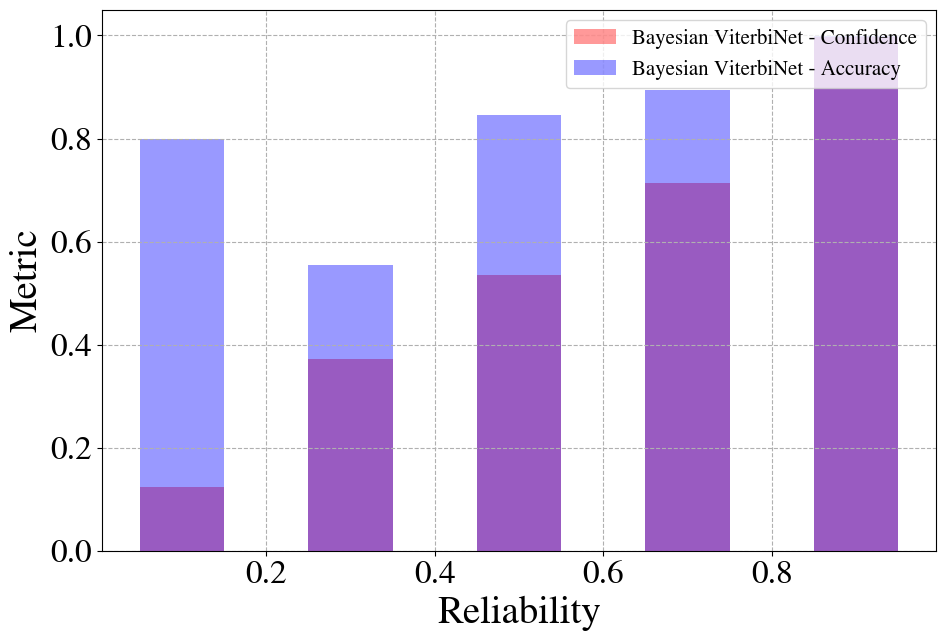 Bayesian ViterbiNet - Confidence
Bayesian ViterbiNet - Accuracy
1.0
0.8
0.6
0.4
0.2
0.0
Metric
0.2 0.4 0.6 0.8
Reliability